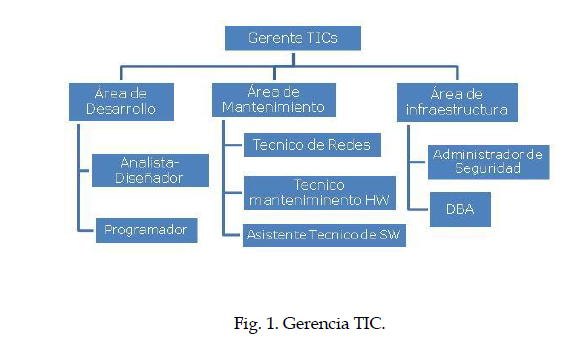 Gerente TICs
Área de
Desarrollo
Área de
Mantenimiento
Área de
infraestructura
Analista-
Diseñador
Programador
Tecnico de Redes
Tecnico
manteniminento HW
Asistente Tecnico de SW
Administrador de
Seguridad
DBA
Fig. 1. Gerencia TIC.